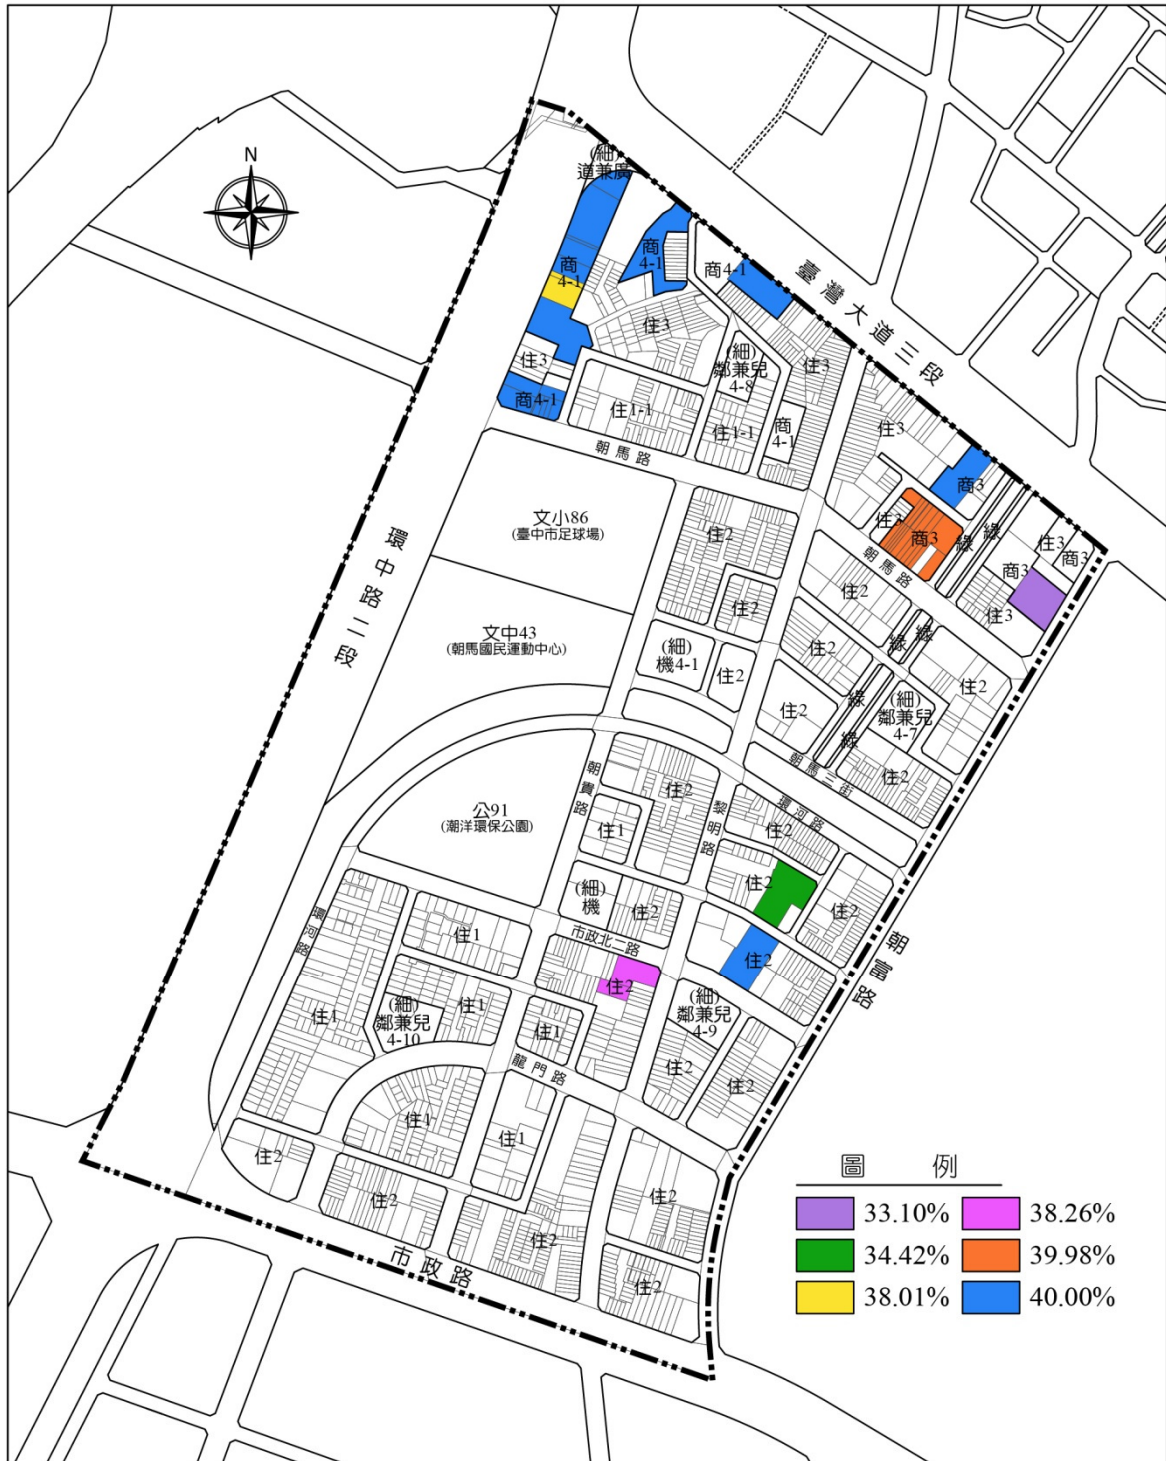 N
(細)
道兼廣
商
4-1
商
4-1
商4-1
臺灣大道三段
住3
住3
(細)
鄰兼兒
4-8
住3
商4-1
住1-1
住1-1
商
4-1
住3
朝馬路
商3
文小86
(臺中市足球場)
住2
住3
商3
綠
綠
住3
商3
商3
環中路二段
朝馬路
住2
住3
文中43
(朝馬國民運動中心)
住2
綠
綠
(細)
機4-1
住2
住2
住2
(細)
鄰兼兒
4-7
住2
綠
綠
朝馬三街
住2
朝貴路
住2
黎明路
環河路
住2
公91
(潮洋環保公園)
住1
住2
(細)
機
住2
住2
環河路
住1
市政北二路
住2
朝富路
住2
(細)
鄰兼兒
4-10
住1
住1
(細)
鄰兼兒
4-9
住1
龍門路
住2
住2
住1
住1
住2
住2
住2
住2
住2
市政路
圖例
33.10%
38.26%
34.42%
39.98%
38.01%
40.00%